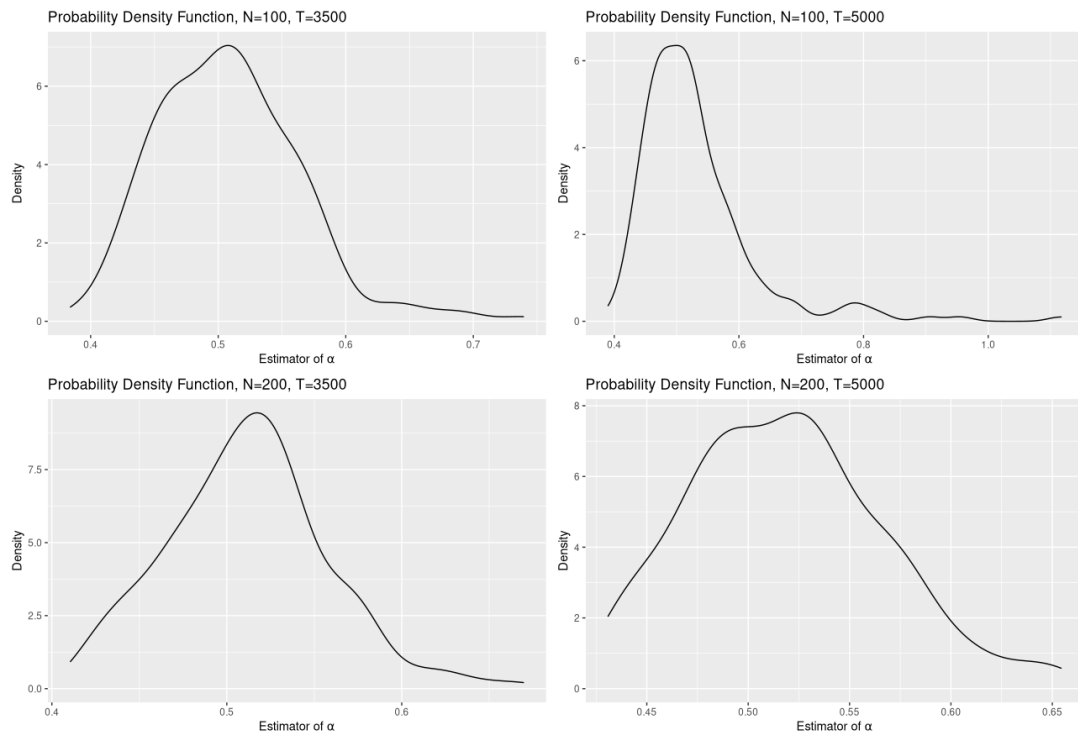 Probability Density Function, N=100, T=3500
6
4
2
0
Density
0.4 0.5 0.6 0.7
Estimator of α
Probability Density Function, N=100, T=5000
6
4
2
0
Density
0.4 0.6 0.8 1.0
Estimator of α
Probability Density Function, N=200, T=3500
7.5
5.0
2.5
0.0
Density
0.4 0.5 0.6
Estimator of α
Probability Density Function, N=200, T=5000
8
6
4
2
0
Density
0.45 0.50 0.55 0.60 0.65
Estimator of α